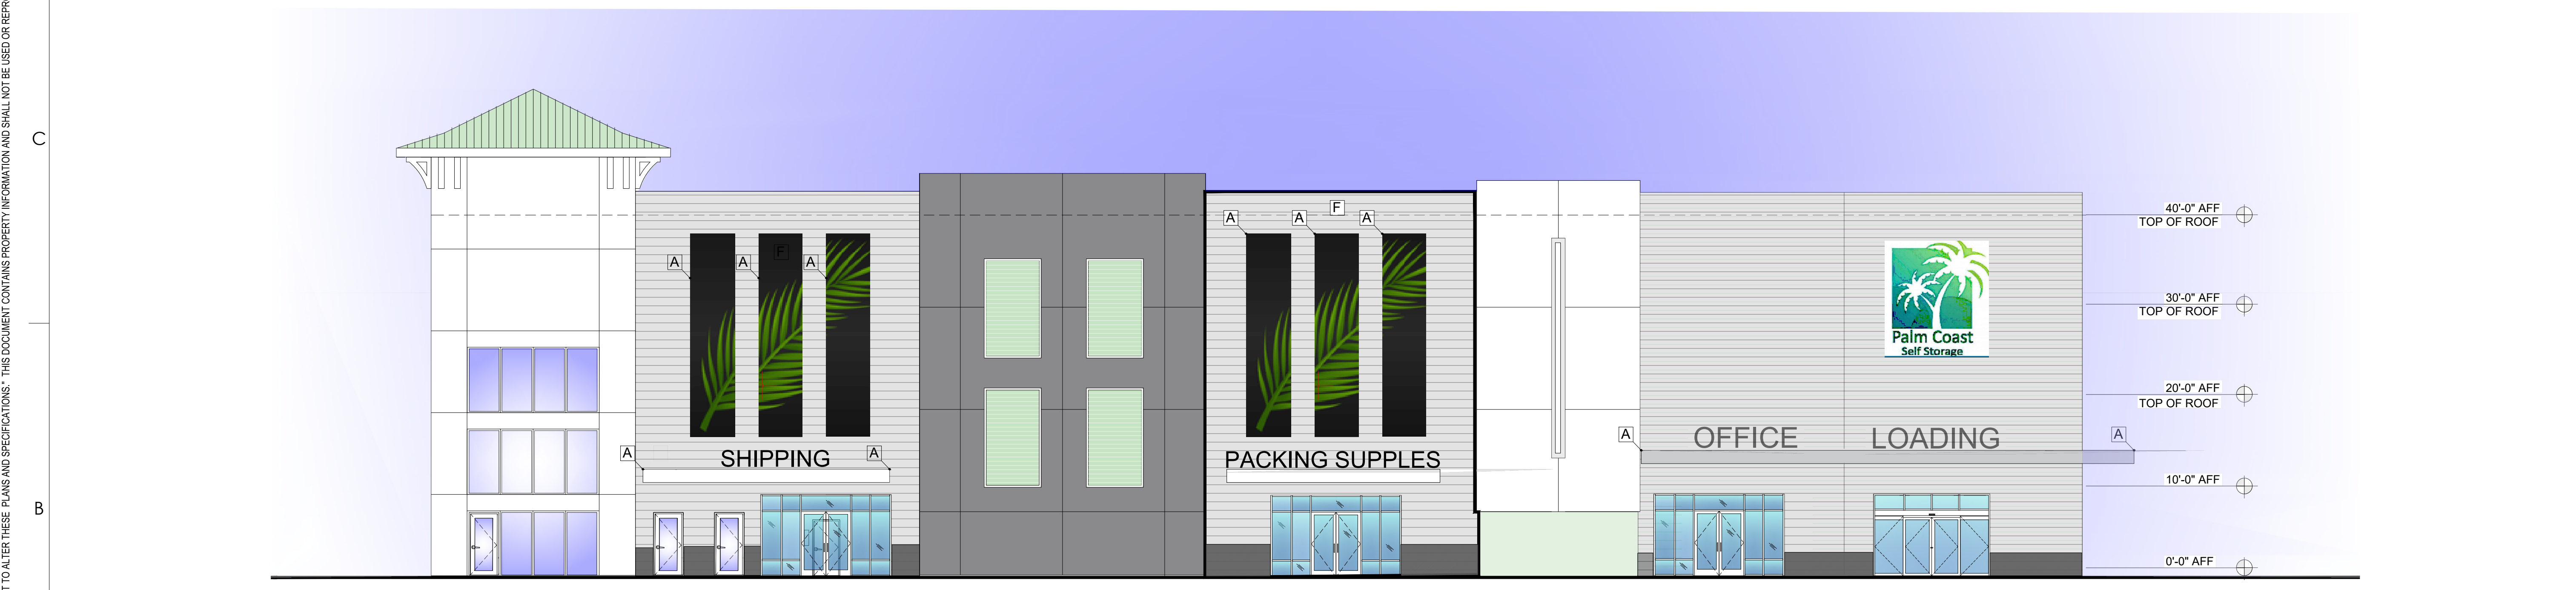 T TO ALTER THESE PLANS AND SPECIFICATIONS." THIS DOCUMENT CONTAINS PROPERTY INFORMATION AND SHALL NOT BE USED OR REPRO
C
B
F
A
A
A
A
A
SHIPPING
F
A
A
A
PACKING SUPPLES
Palm Coast
Self Storage
A
OFFICE
LOADING
A
40'-0" AFF
TOP OF ROOF
30'-0" AFF
TOP OF ROOF
20'-0" AFF
TOP OF ROOF
10'-0" AFF
0'-0" AFF